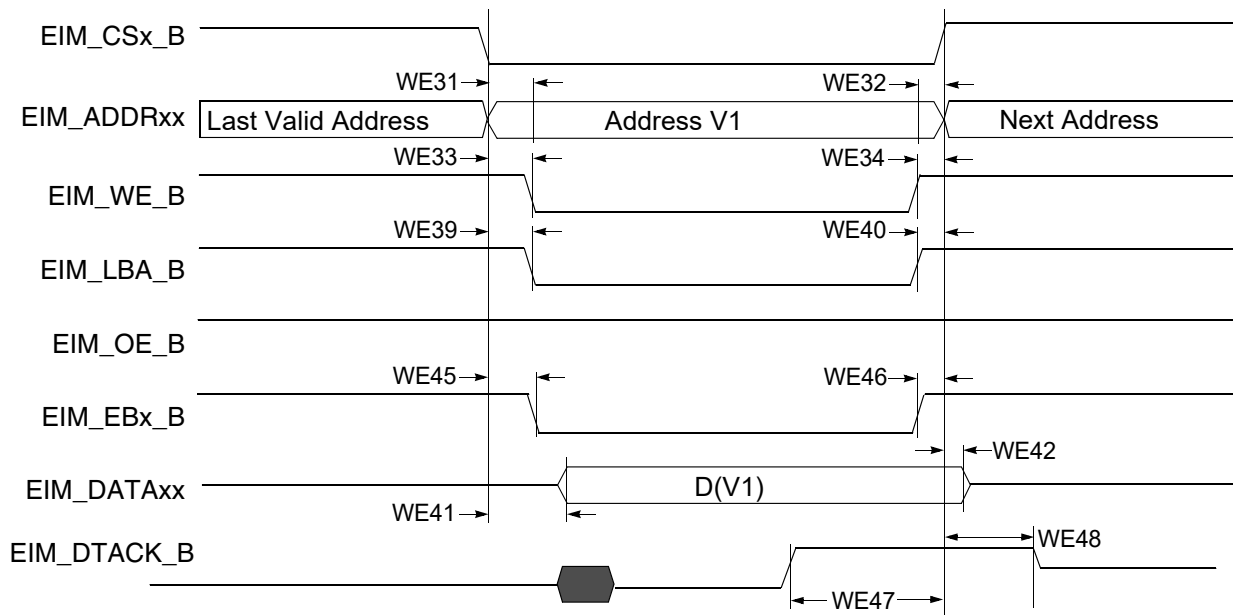 EIM_CSx_B
WE31
WE32
EIM_ADDRxx
Last Valid Address
Address V1
Next Address
WE33
WE34
EIM_WE_B
WE39
WE40
EIM_LBA_B
EIM_OE_B
WE45
WE46
EIM_EBx_B
WE42
EIM_DATAxx
D(V1)
WE41
EIM_DTACK_B
WE48
WE47